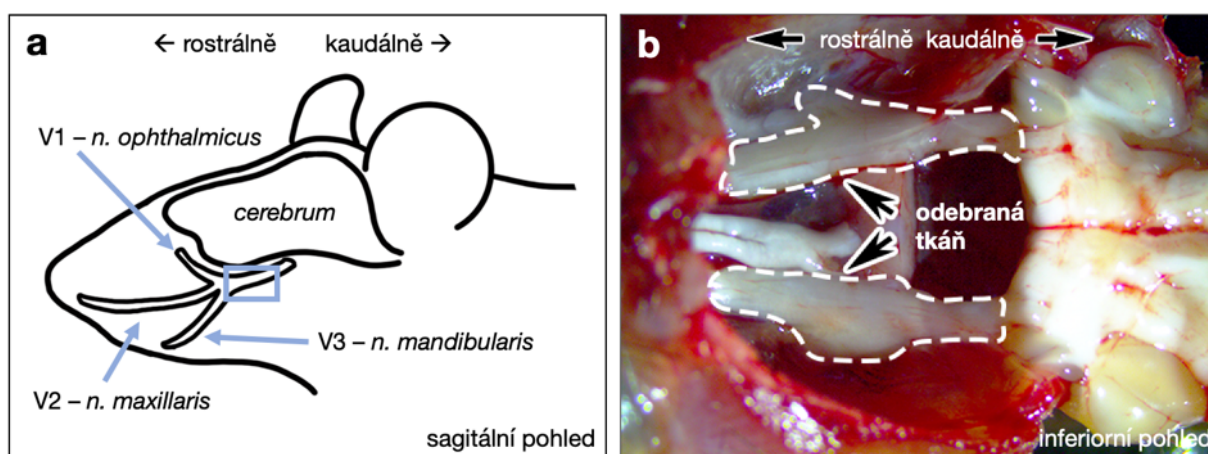 a
← rostrálně kaudálně →
V1 – n. ophthalmicus
cerebrum
V3 – n. mandibularis
V2 – n. maxillaris
sagitální pohled
b
rostrálně kaudálně
odebraná
tkáň
inferiorní pohled